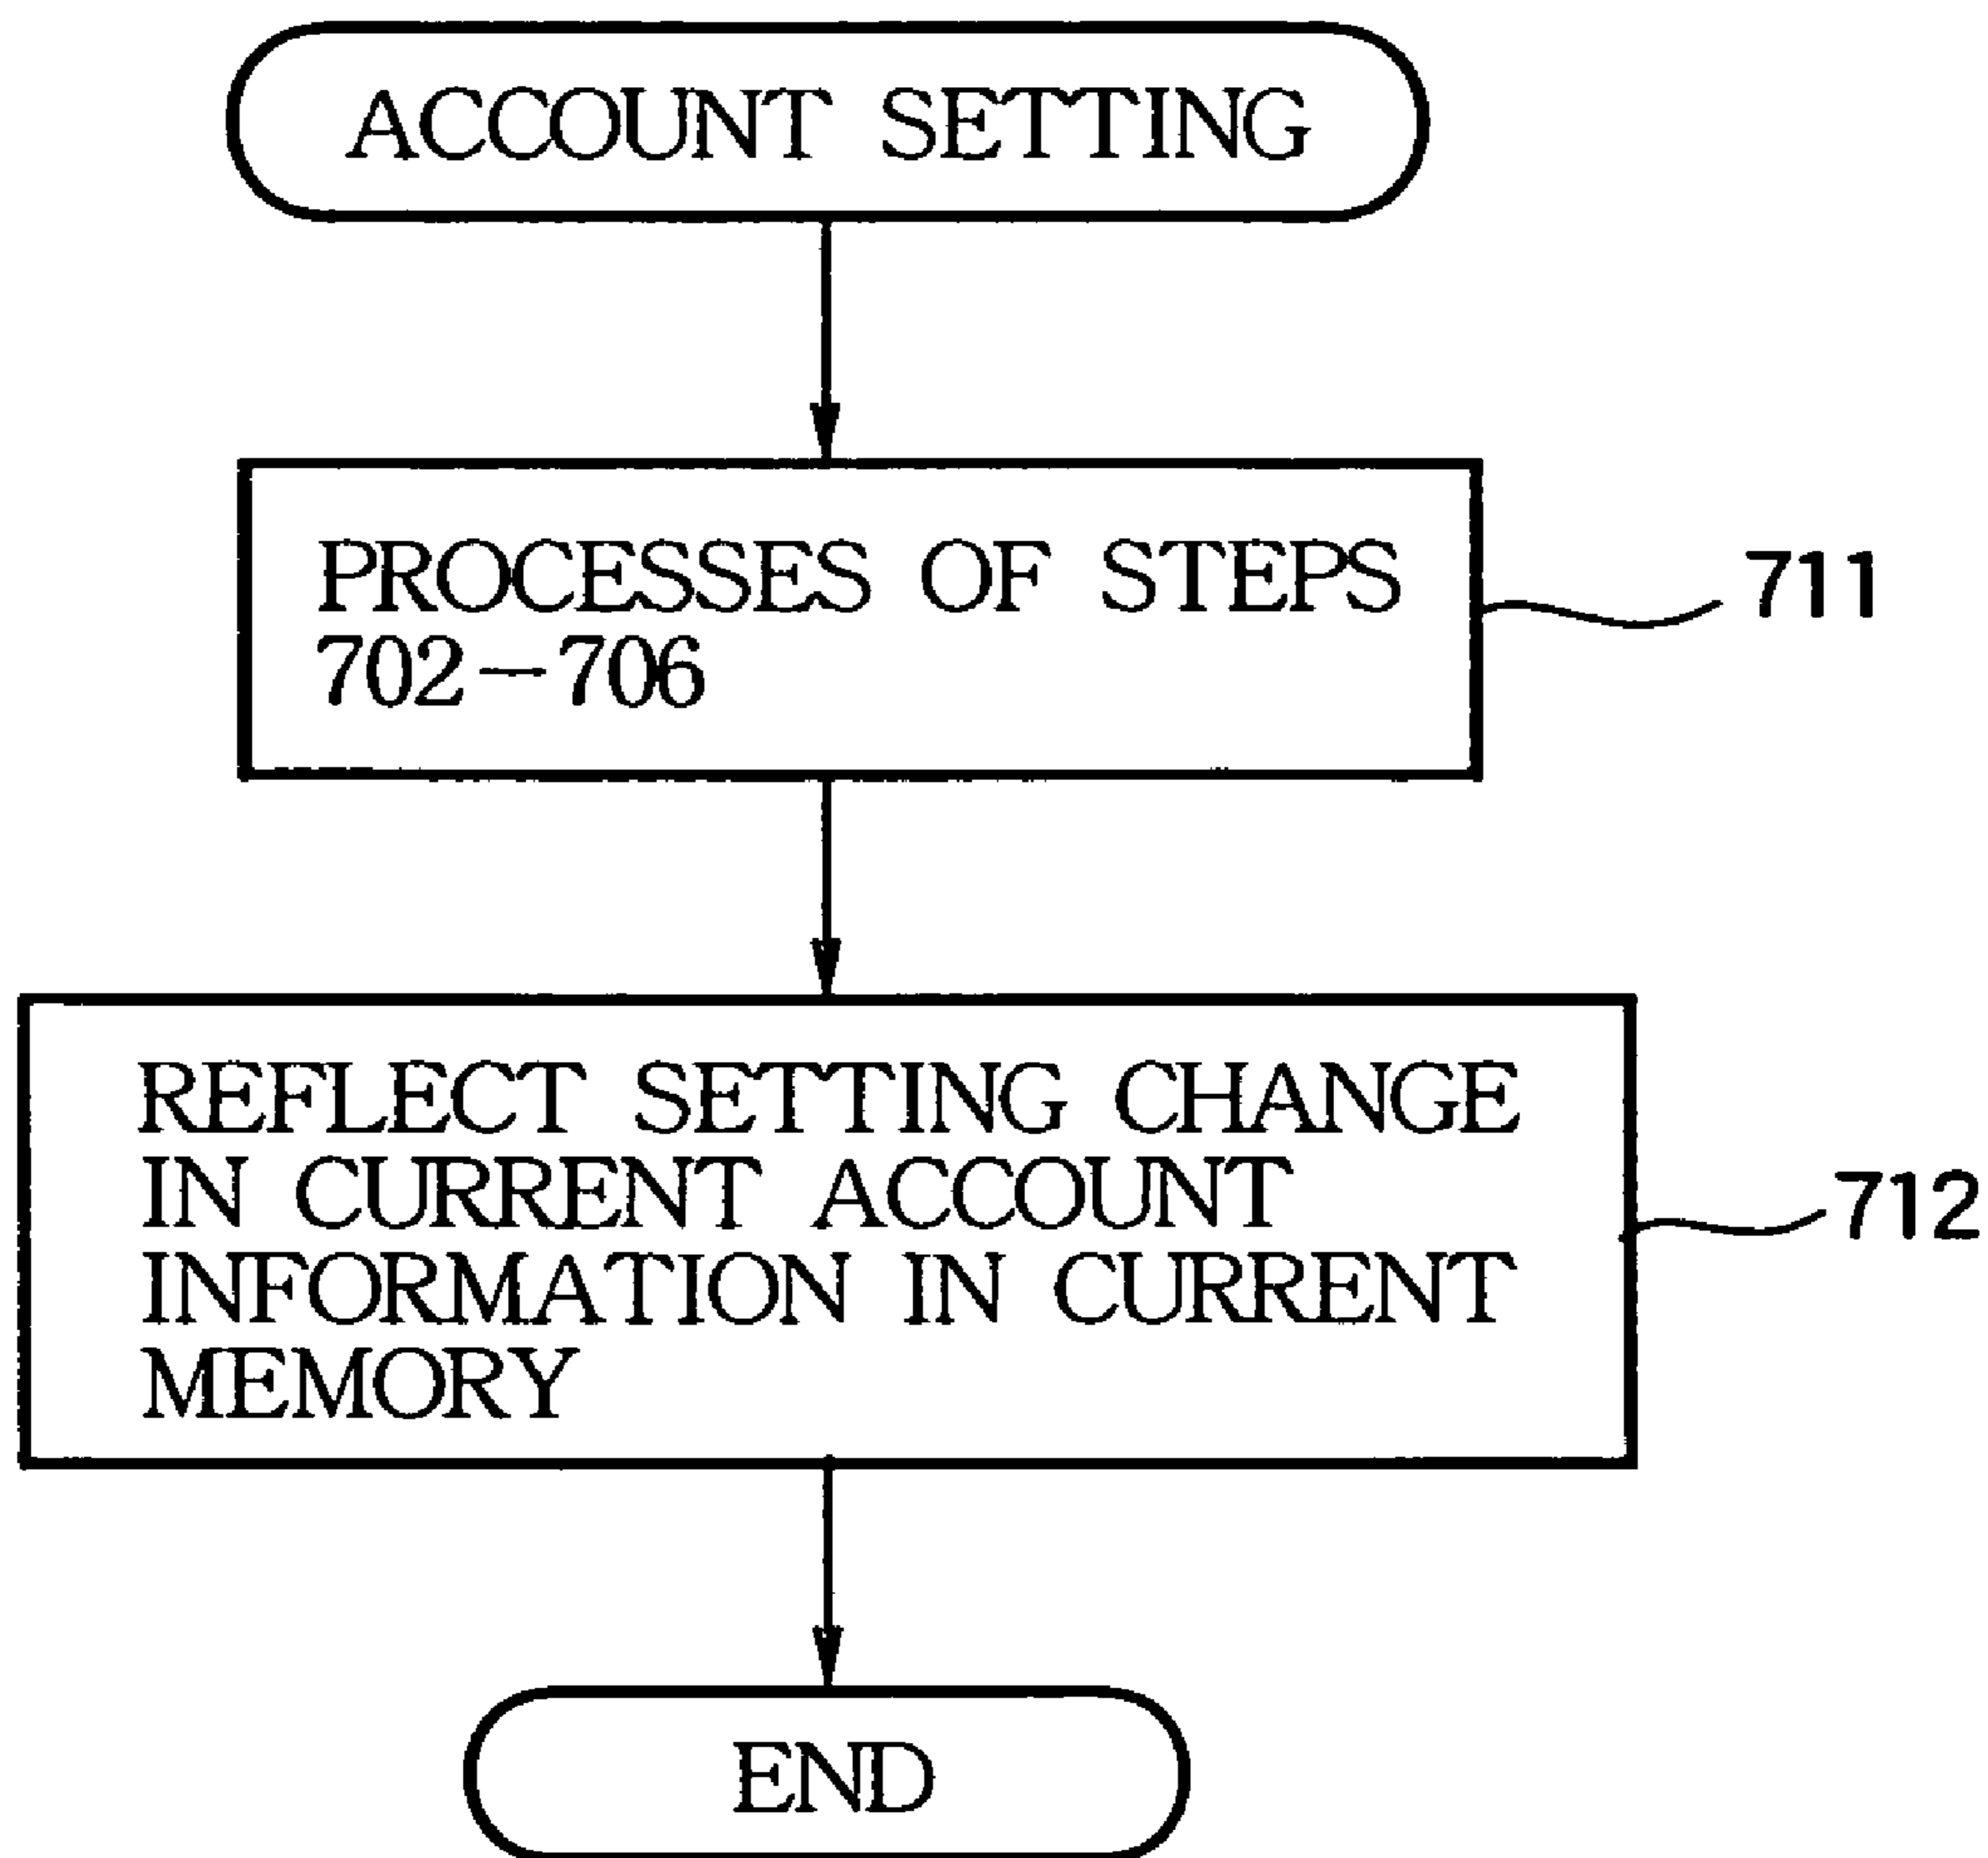 ACCOUNT SETTING
PROCESSES OF STEPS
702—706
711
REFLECT SETTING CHANGE
IN CURRENT ACCOUNT
INFORMATION IN CURRENT
MEMORY
712
END